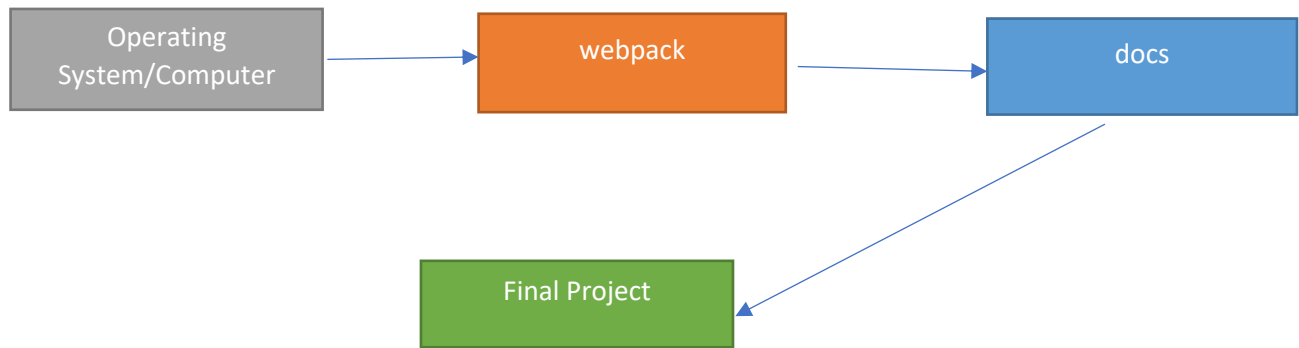 Operating
System/Computer
webpack
docs
Final Project